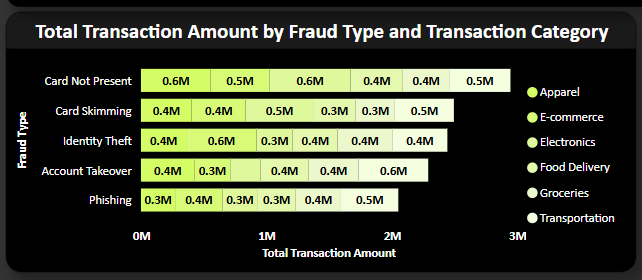 Total Transaction Amount by Fraud Type and Transaction Category
Card Not Present 0.6M 0.5M 0.6M 0.4M 0.4M 0.5M
Apparel
Card Skimming 0.4M 0.4M 0.5M 0.3M 0.3M 0.5M
E-commerce
Fraud Type
Identity Theft 0.4M 0.6M 0.3M 0.4M 0.4M 0.4M
Electronics
Account Takeover 0.4M 0.3M 0.4M 0.4M 0.6M
Food Delivery
Phishing 0.3M 0.4M 0.3M 0.3M 0.4M 0.5M
Groceries
Transportation
0M 1M 2M 3M
Total Transaction Amount